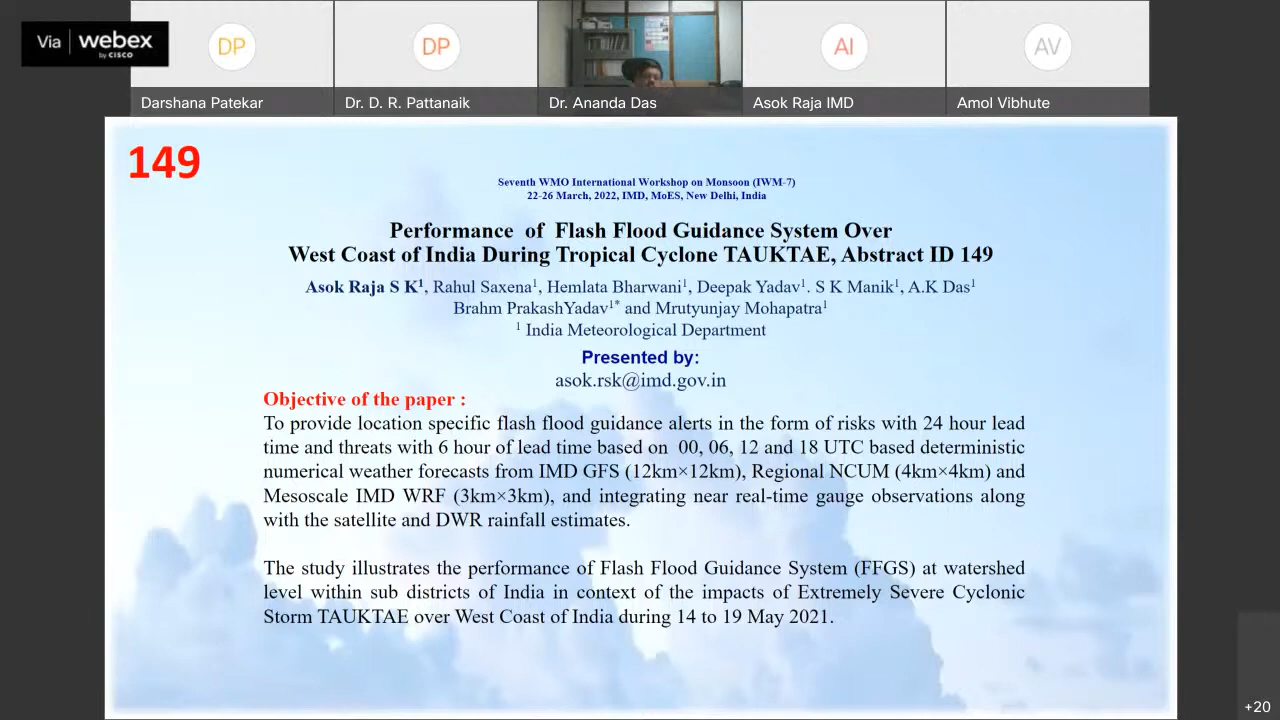 Via webex
by CISCO
DP
DP
AI
AV
Darshana Patekar
Dr. D. R. Pattanaik
Dr. Ananda Das
Asok Raja IMD
Amol Vibhute
149
Seventh WMO International Workshop on Monsoon (IWM-7)
22-26 March, 2022, IMD, MoES, New Delhi, India
Performance of Flash Flood Guidance System Over
West Coast of India During Tropical Cyclone TAUKTAE, Abstract ID 149
Asok Raja S K¹, Rahul Saxena¹, Hemlata Bharwani¹, Deepak Yadav¹. S K Manik¹, A.K Das¹
Brahm PrakashYadav¹* and Mrutyunjay Mohapatra¹
¹ India Meteorological Department
Presented by:
asok.rsk@imd.gov.in
Objective of the paper :
To provide location specific flash flood guidance alerts in the form of risks with 24 hour lead
time and threats with 6 hour of lead time based on 00, 06, 12 and 18 UTC based deterministic
numerical weather forecasts from IMD GFS (12km×12km), Regional NCUM (4km×4km) and
Mesoscale IMD WRF (3km×3km), and integrating near real-time gauge observations along
with the satellite and DWR rainfall estimates.
The study illustrates the performance of Flash Flood Guidance System (FFGS) at watershed
level within sub districts of India in context of the impacts of Extremely Severe Cyclonic
Storm TAUKTAE over West Coast of India during 14 to 19 May 2021.
+20